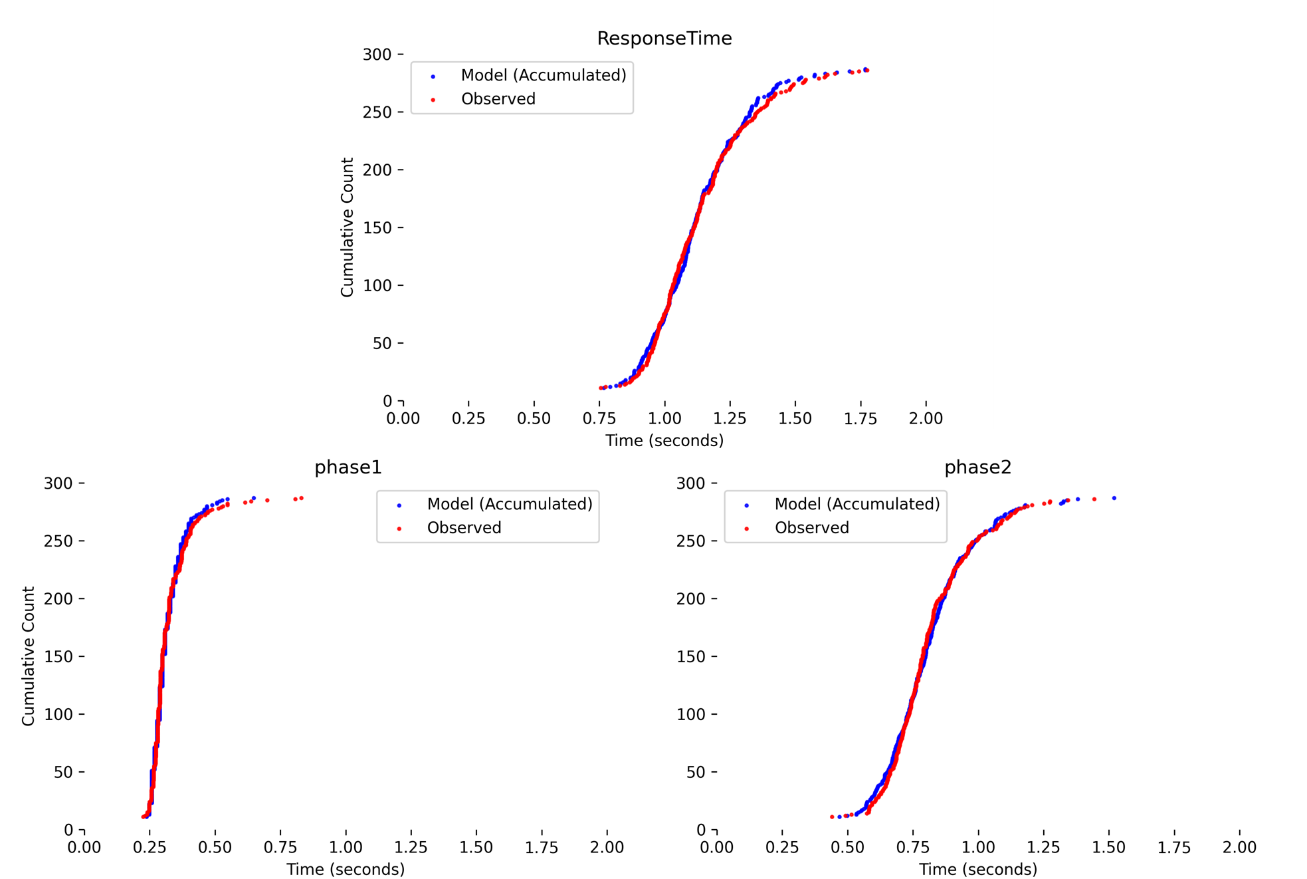 ResponseTime
300
Model (Accumulated)
Observed
250
200
150
100
50
0
Cumulative Count
0.00 0.25 0.50 0.75 1.00 1.25 1.50 1.75 2.00
Time (seconds)
phase1
300
Model (Accumulated)
Observed
250
200
150
100
50
0
Cumulative Count
0.00 0.25 0.50 0.75 1.00 1.25 1.50 1.75 2.00
Time (seconds)
phase2
300
Model (Accumulated)
Observed
250
200
150
100
50
0
0.00 0.25 0.50 0.75 1.00 1.25 1.50 1.75 2.00
Time (seconds)